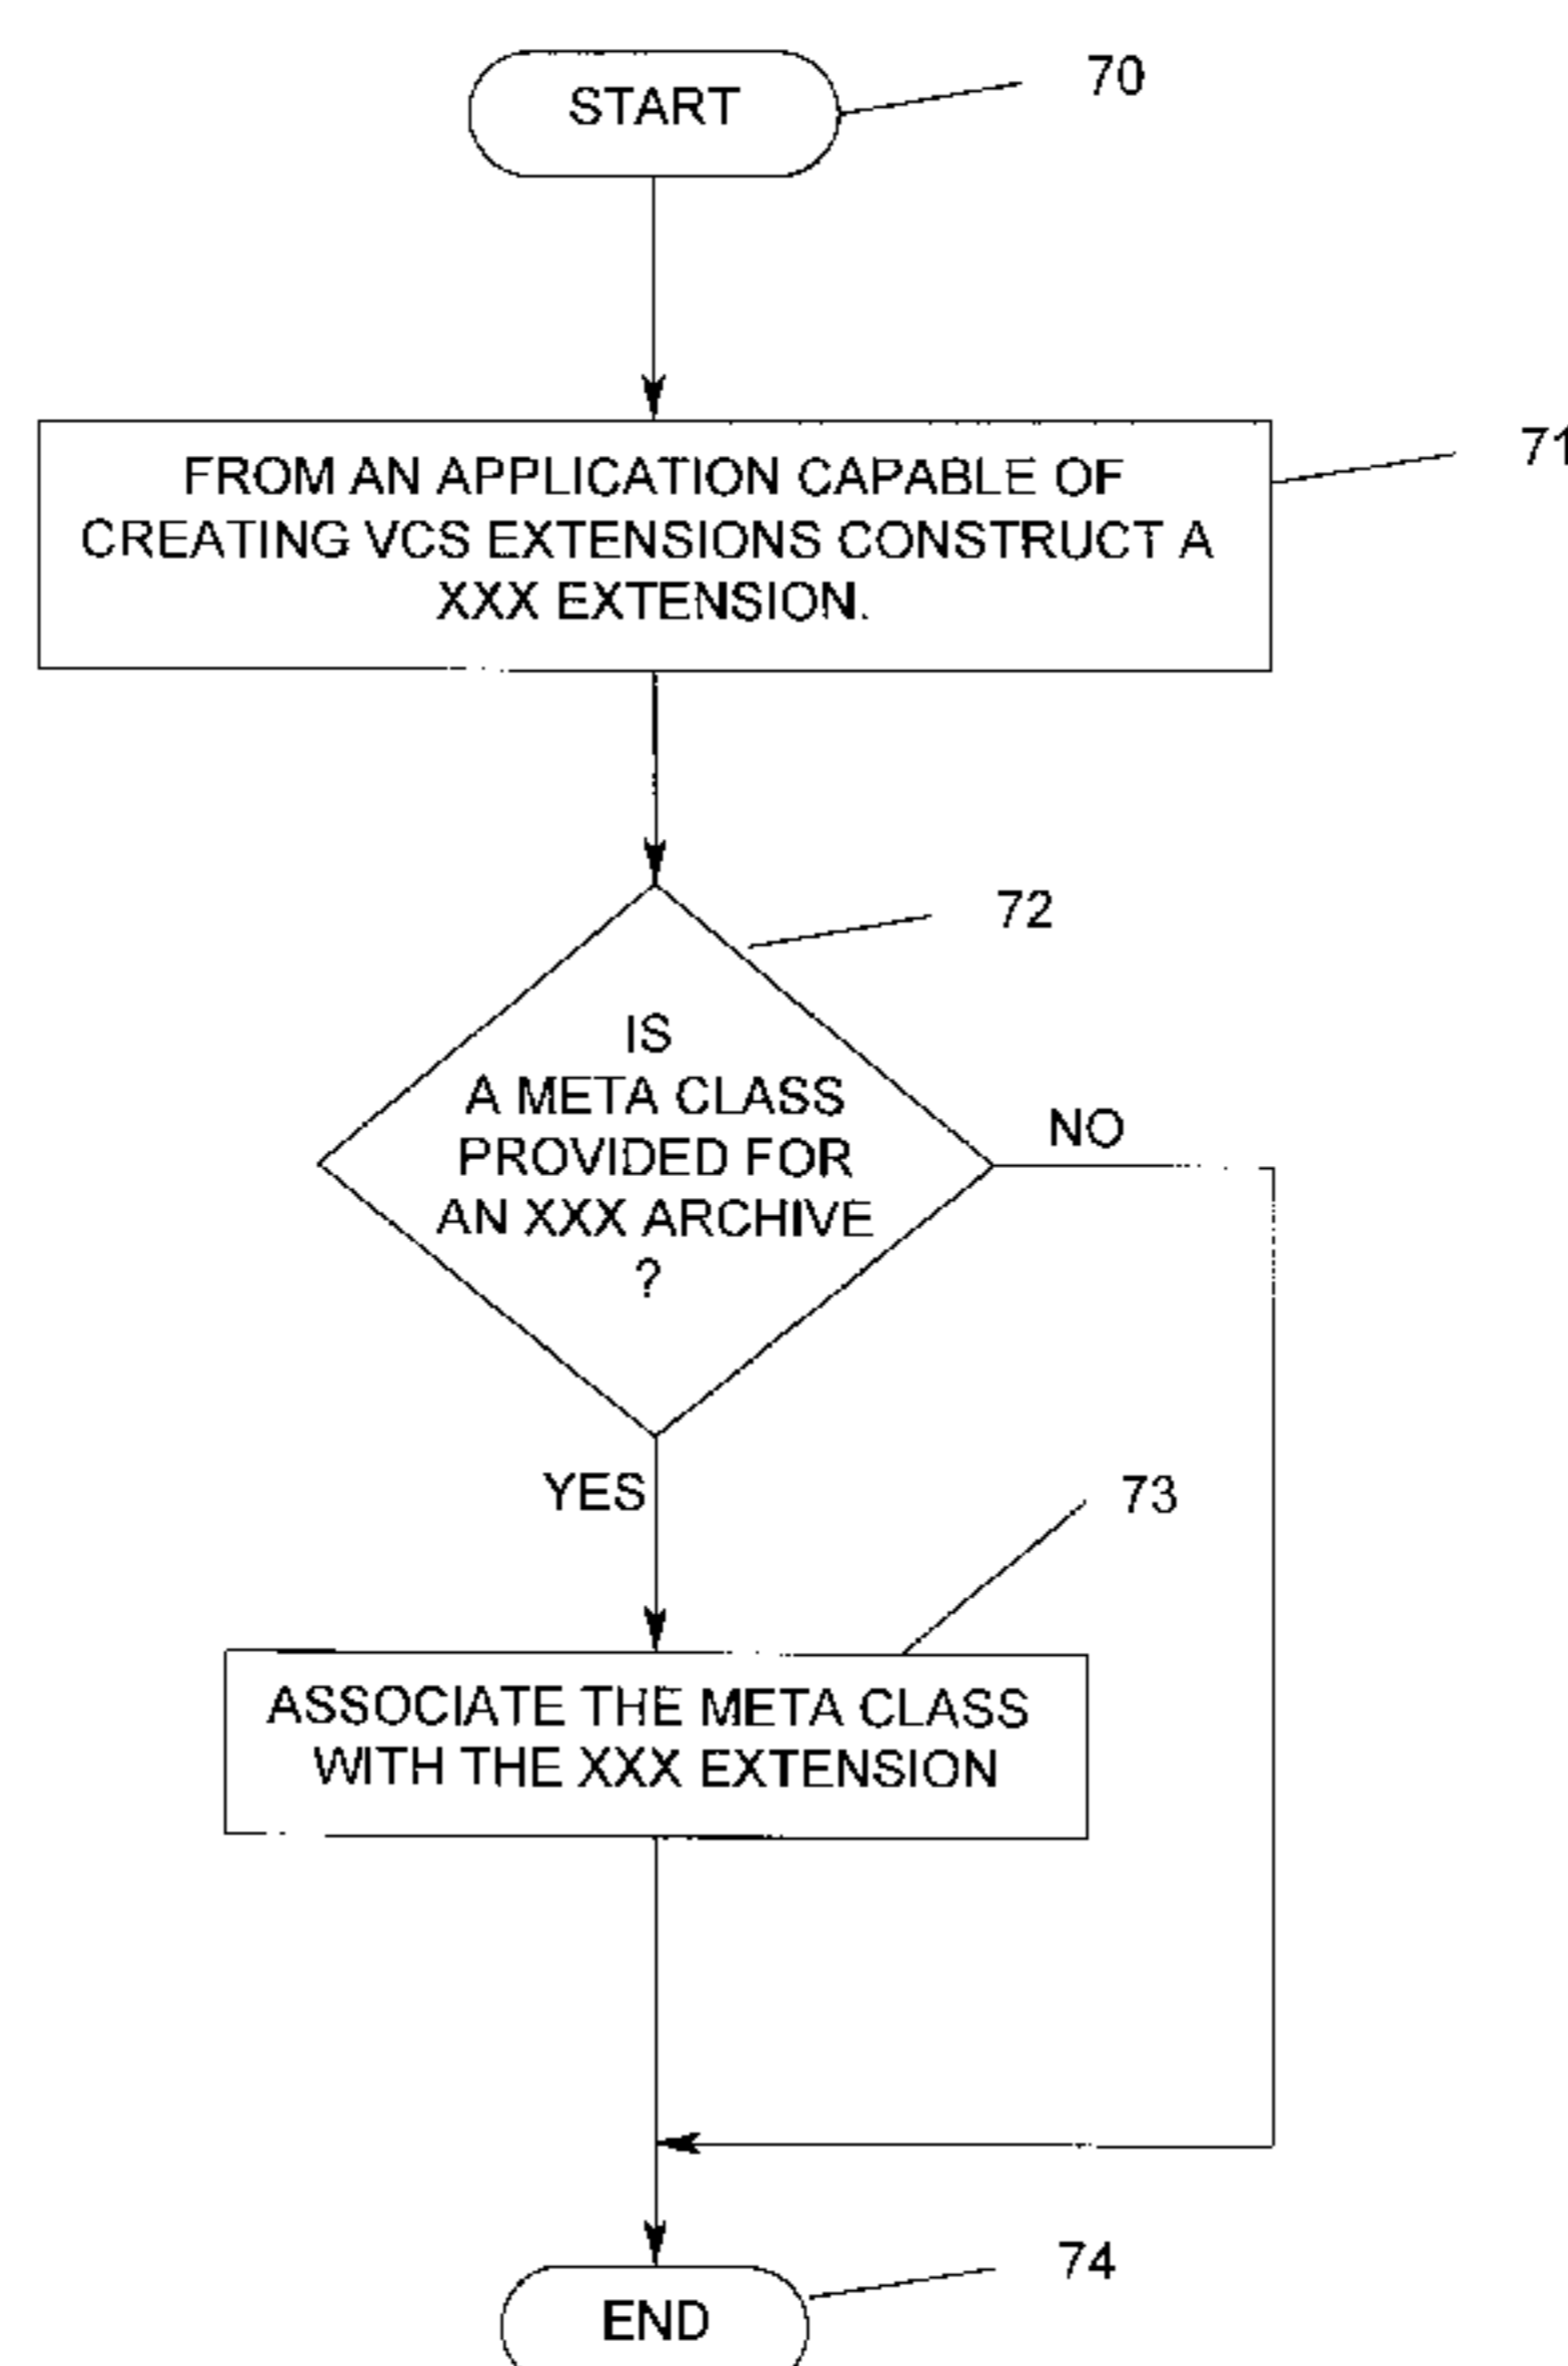 START
70
FROM AN APPLICATION CAPABLE OF
CREATING VCS EXTENSIONS CONSTRUCT A
XXX EXTENSION.
71
72
IS
A META CLASS
PROVIDED FOR
AN XXX ARCHIVE
?
NO
YES
73
ASSOCIATE THE META CLASS
WITH THE XXX EXTENSION
74
END